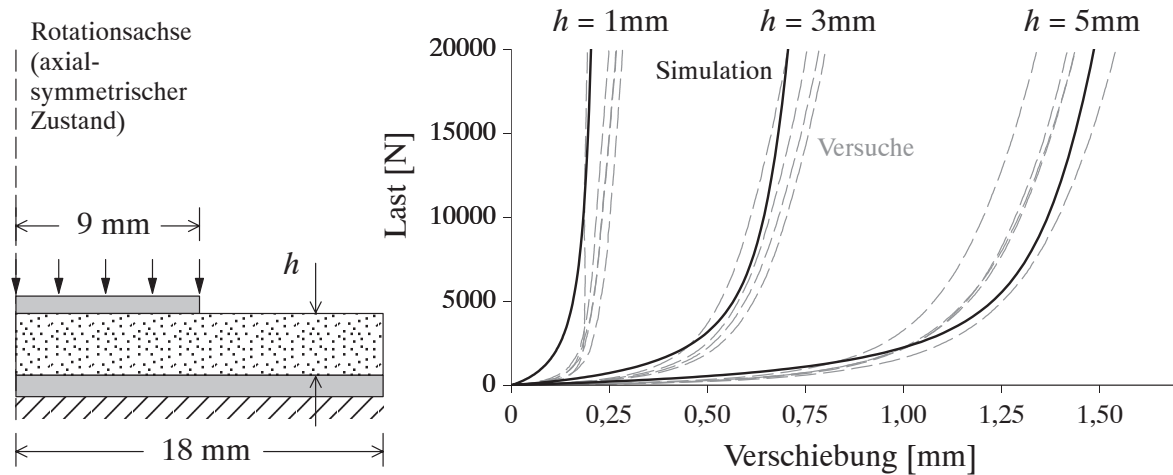 Rotationsachse
(axial-
symmetrischer
Zustand)
9 mm
h
18 mm
h = 1mm
h = 3mm
h = 5mm
Simulation
Versuche
Last [N]
20000
15000
10000
5000
0
0
0,25
0,50
0,75
1,00
1,25
1,50
Verschiebung [mm]